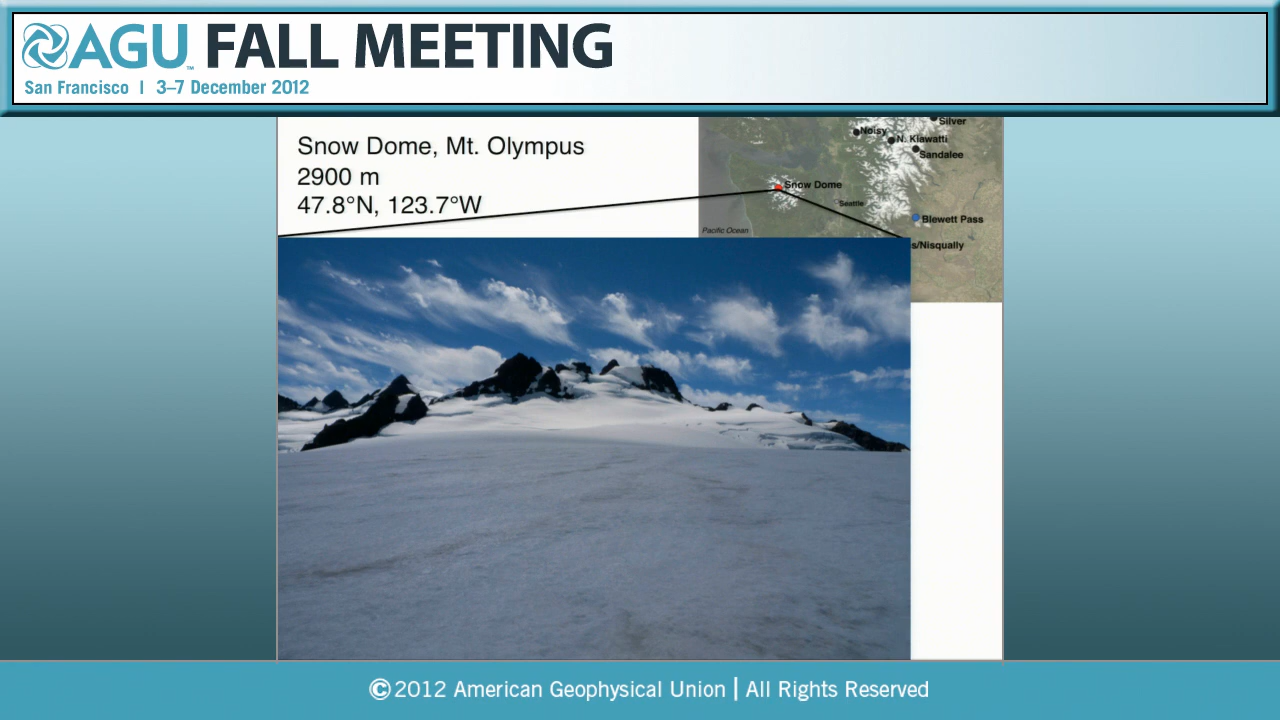 AGU™ FALL MEETING
San Francisco | 3–7 December 2012
Snow Dome, Mt. Olympus
2900 m
47.8°N, 123.7°W
Silver
Noisy
N. Klawatti
Sandalee
Snow Dome
Seattle
Blewett Pass
Pacific Ocean
s/Nisqually
©2012 American Geophysical Union | All Rights Reserved